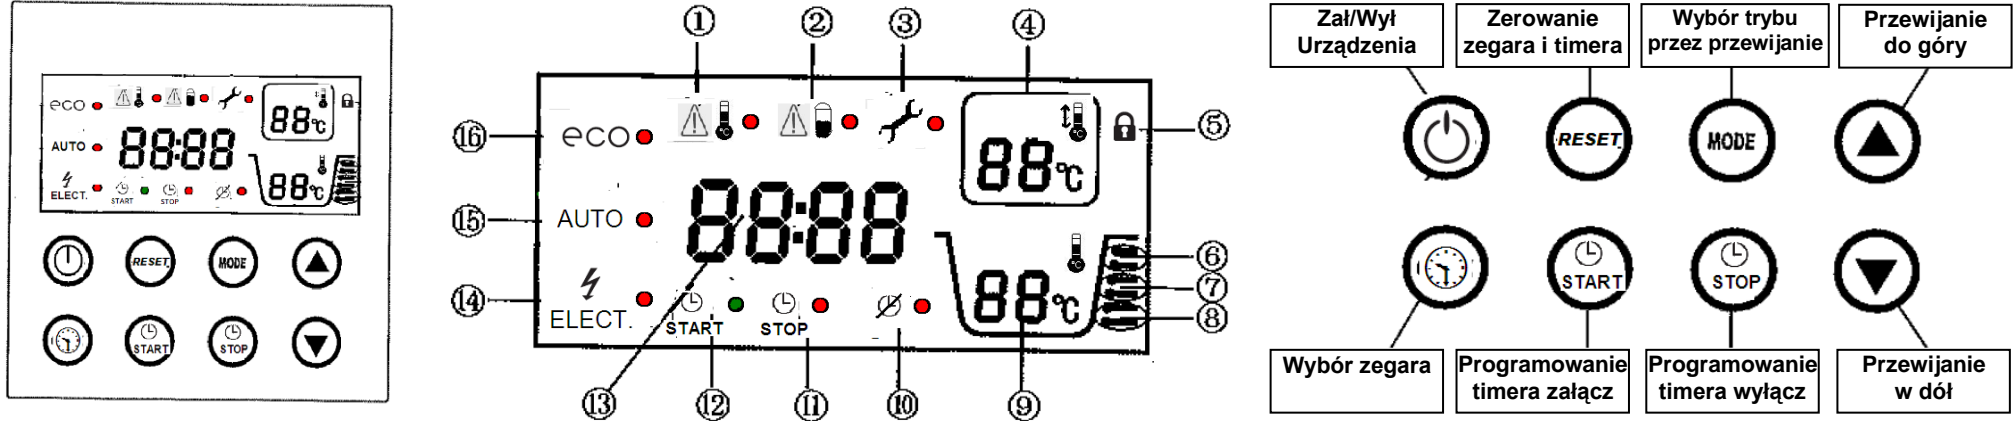 eco
AUTO
ELECT.
88:88
88°C
88°C
START
STOP
RESET
MODE
START
STOP
① ② ③ ④
⑤
⑥
⑦
⑧
⑨
⑩
⑪
⑫
⑬
⑭
⑮
⑯
eco
AUTO
ELECT.
88:88
88°C
88°C
START
STOP
Zał/Wył
Urządzenia
Zerowanie
zegara i timera
Wybór trybu
przez przewijanie
Przewijanie
do góry
RESET
MODE
START
STOP
Wybór zegara
Programowanie
timera załącz
Programowanie
timera wyłącz
Przewijanie
w dół